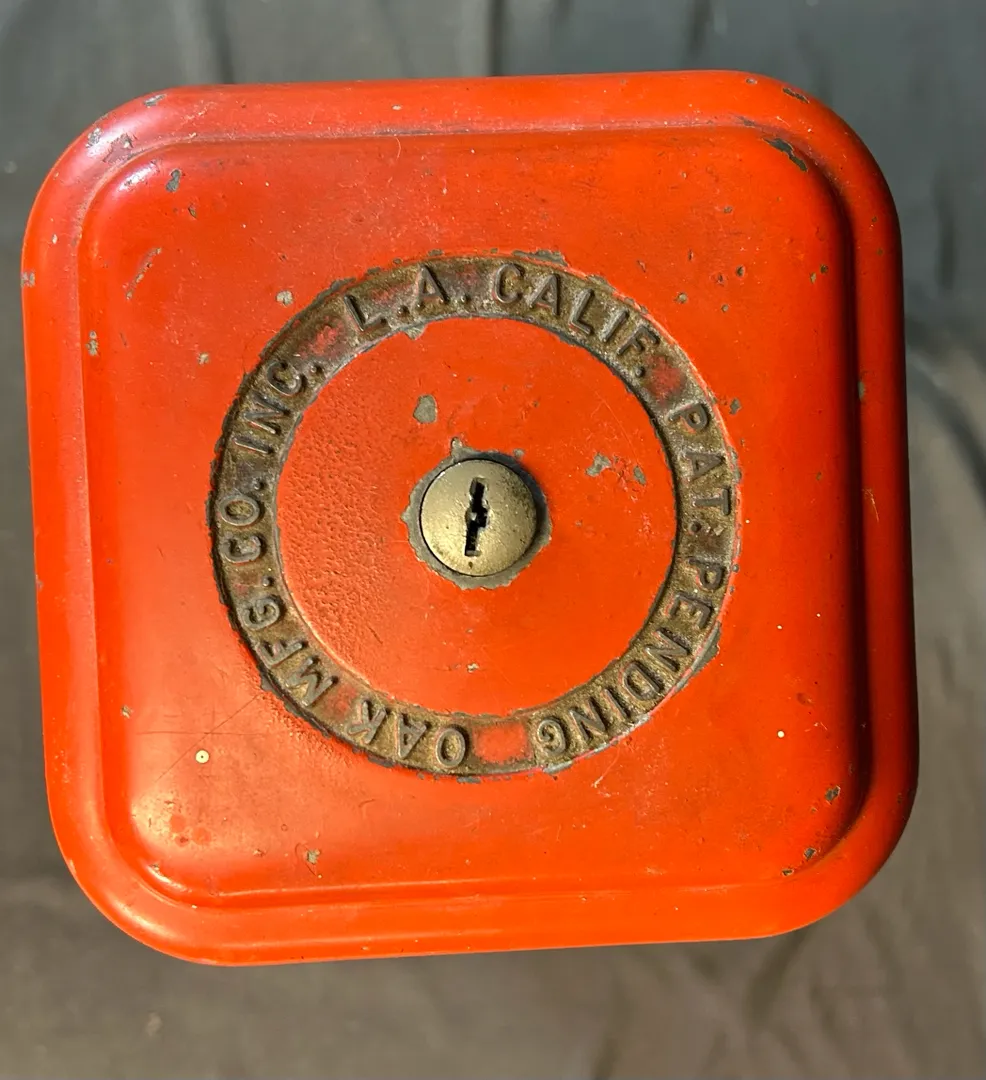 OAK MFG. CO. INC. L.A. CALIF. PAT. PENDING